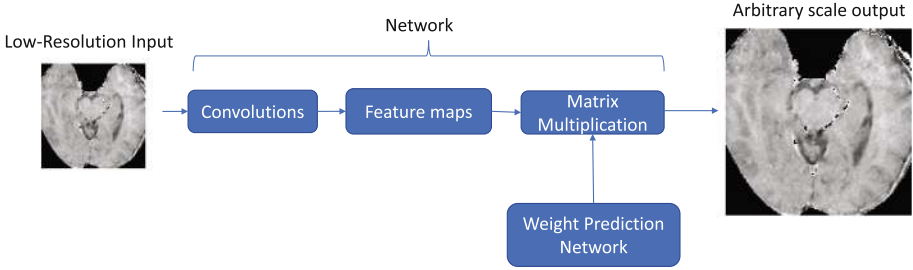 Low-Resolution Input
Network
Arbitrary scale output
Convolutions
Feature maps
Matrix
Multiplication
Weight Prediction
Network